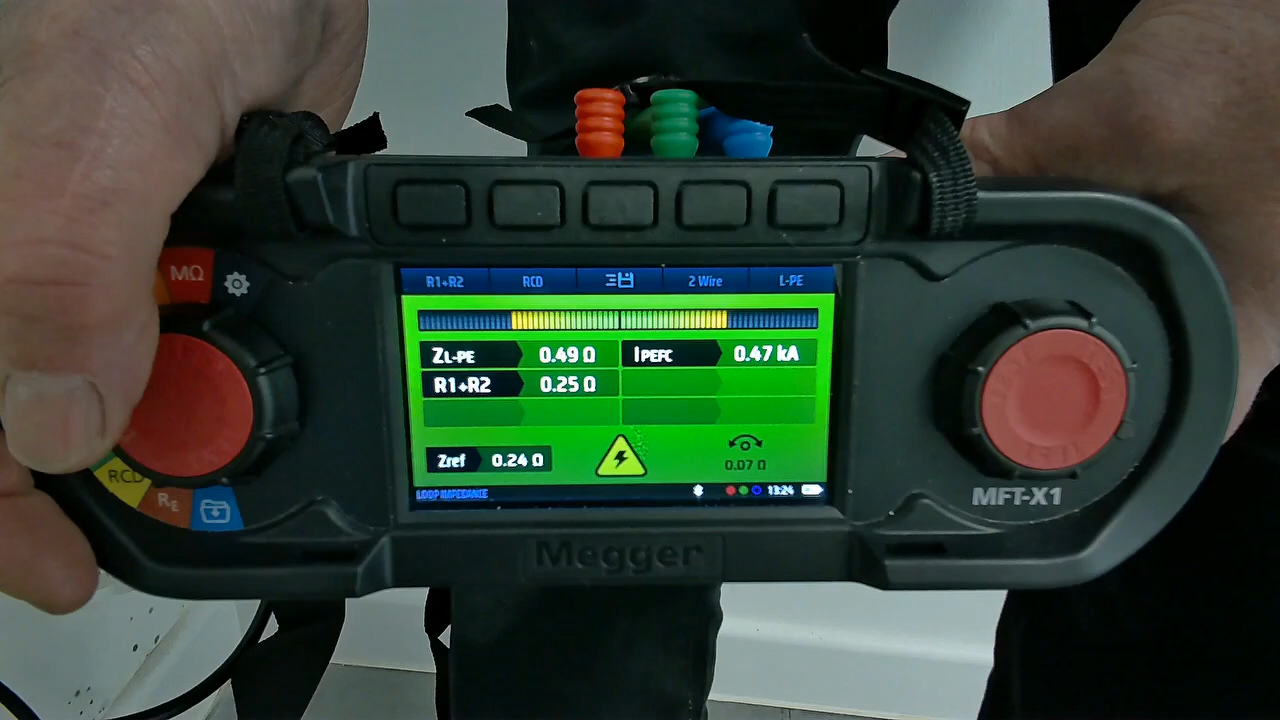 R1+R2 RCD 2 Wire L-PE
ZL-PE 0.49 Ω IPEFC 0.47 kA
R1+R2 0.25 Ω
Zref 0.24 Ω 0.07 Ω
LOOP IMPEDANCE 13:24
MΩ
RCD
RE
MFT-X1
Megger